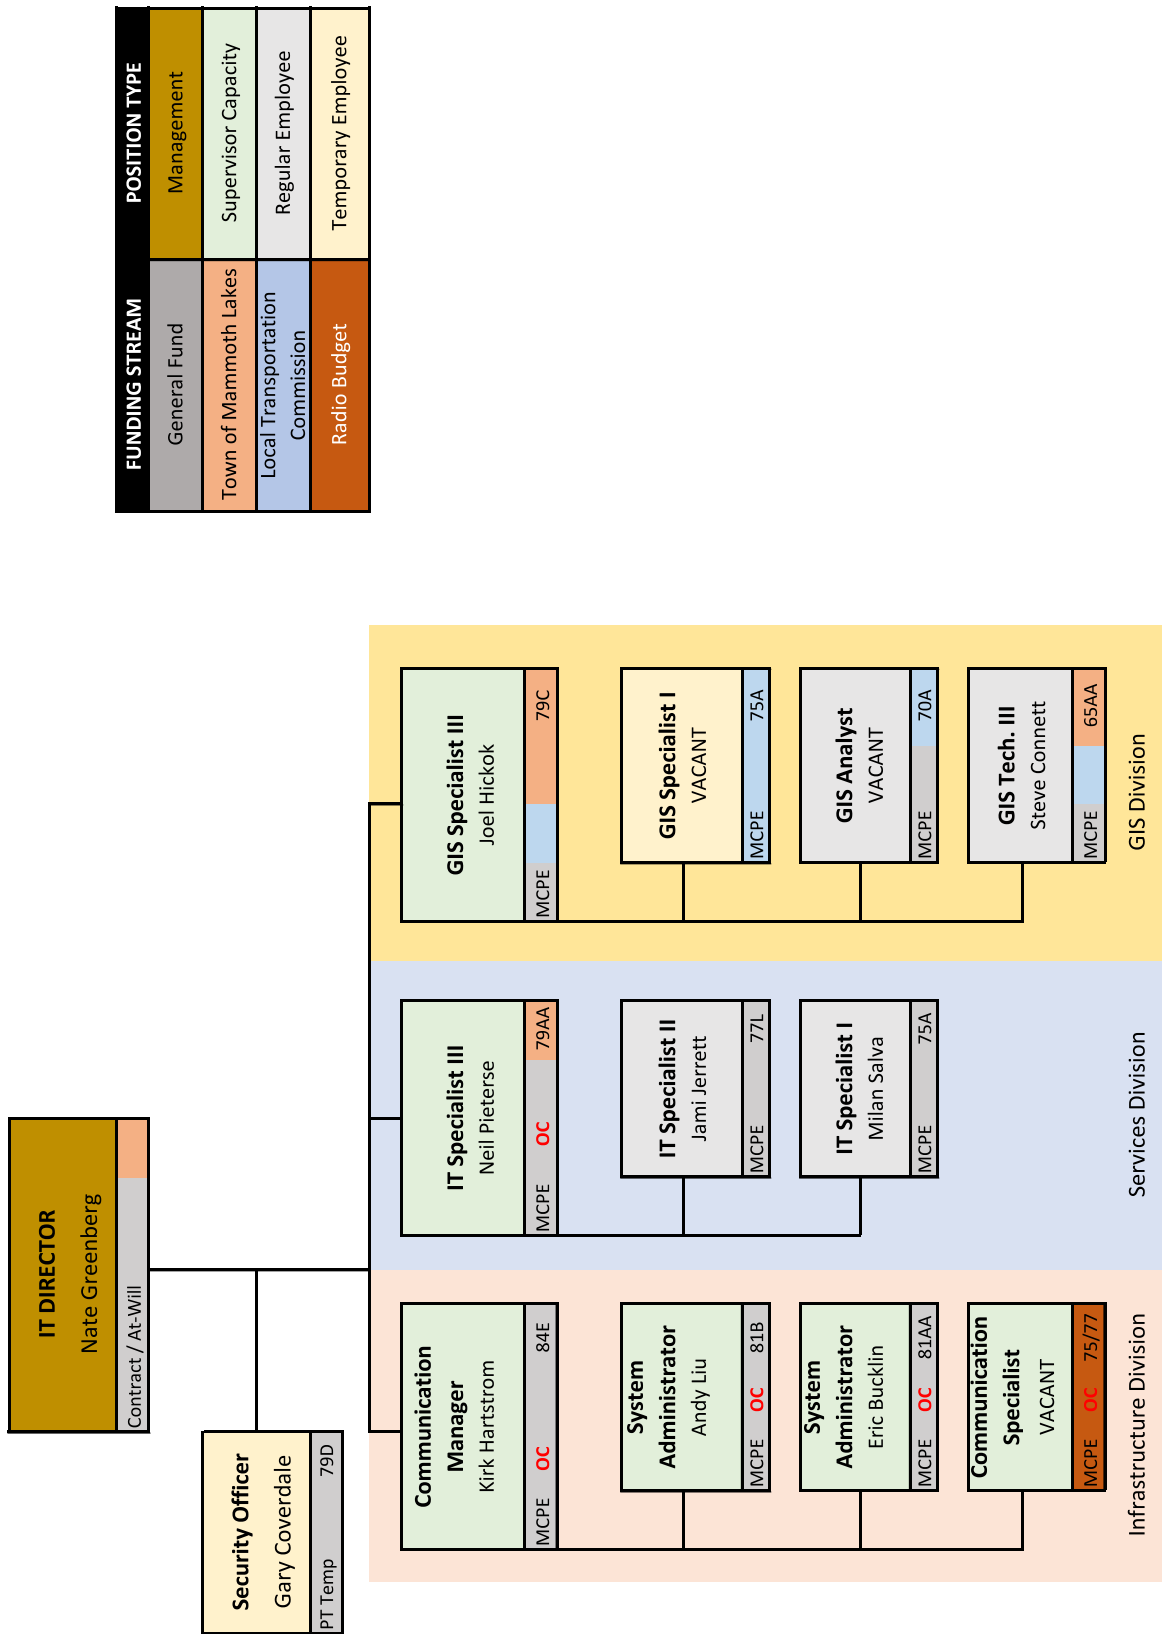 IT DIRECTOR
Nate Greenberg
Contract / At-Will
FUNDING STREAM POSITION TYPE
General Fund Management
Town of Mammoth Lakes Supervisor Capacity
Local Transportation
Commission
Regular Employee
Radio Budget Temporary Employee
Security Officer
Gary Coverdale
PT Temp 79D
Communication
Manager
Kirk Hartstrom
MCPE OC 84E
System
Administrator
Andy Liu
MCPE OC 81B
System
Administrator
Eric Bucklin
MCPE OC 81AA
Communication
Specialist
VACANT
MCPE OC 75/77
Infrastructure Division
IT Specialist III
Neil Pieterse
MCPE OC 79AA
IT Specialist II
Jami Jerrett
MCPE 77L
IT Specialist I
Milan Salva
MCPE 75A
Services Division
GIS Specialist III
Joel Hickok
MCPE 79C
GIS Specialist I
VACANT
MCPE 75A
GIS Analyst
VACANT
MCPE 70A
GIS Tech. III
Steve Connett
MCPE 65AA
GIS Division